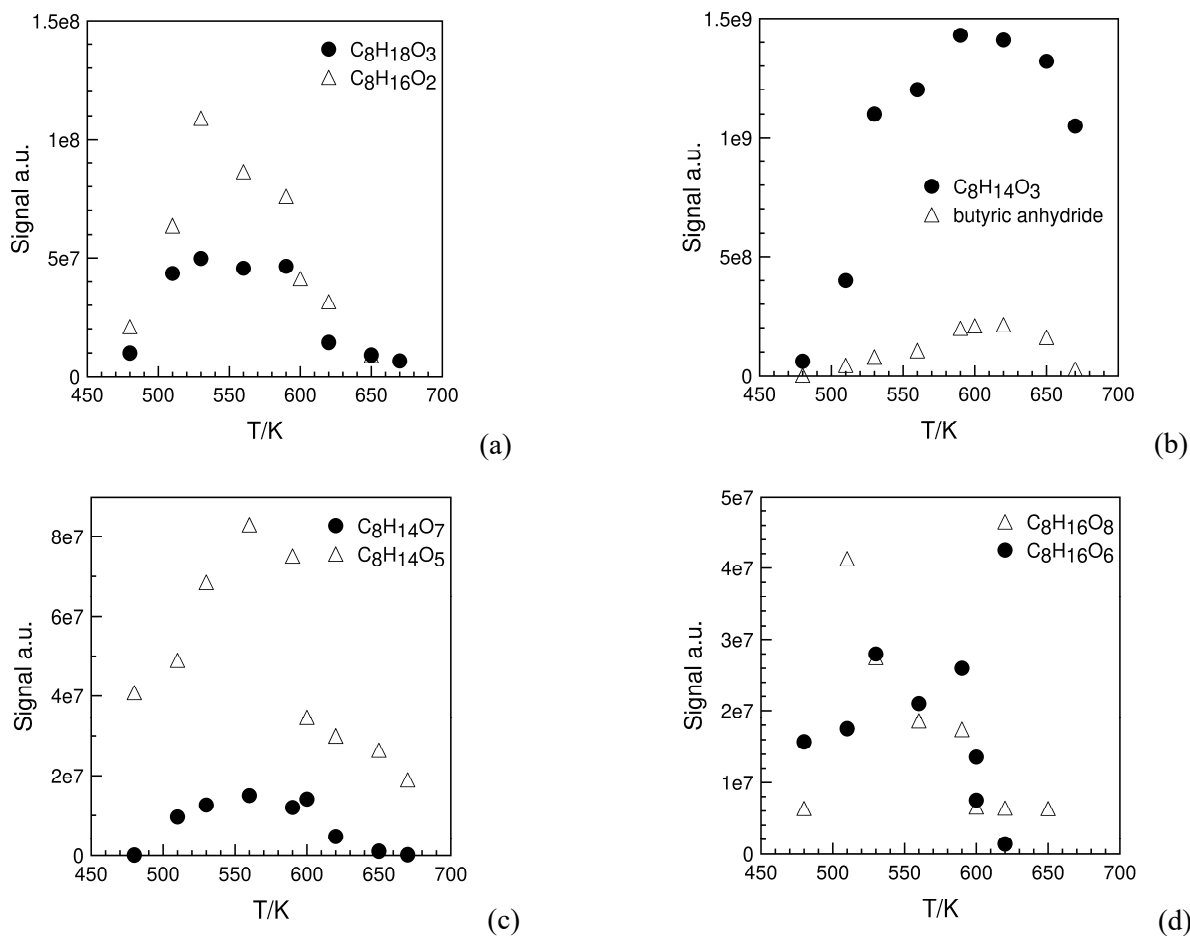 1.5e8
1e8
5e7
0
Signal a.u.
C8H18O3
C8H16O2
450 500 550 600 650 700
T/K
(a)
1.5e9
1e9
5e8
0
Signal a.u.
C8H14O3
butyric anhydride
450 500 550 600 650 700
T/K
(b)
8e7
6e7
4e7
2e7
0
Signal a.u.
C8H14O7
C8H14O5
450 500 550 600 650 700
T/K
(c)
5e7
4e7
3e7
2e7
1e7
0
Signal a.u.
C8H16O8
C8H16O6
450 500 550 600 650 700
T/K
(d)